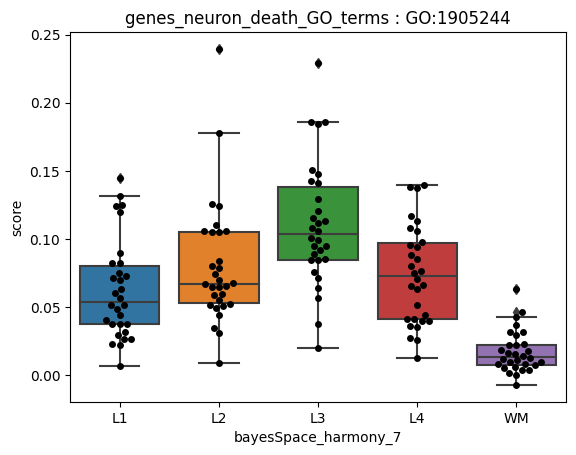 genes_neuron_death_GO_terms : GO:1905244
0.25
0.20
0.15
0.10
0.05
0.00
score
L1 L2 L3 L4 WM
bayesSpace_harmony_7